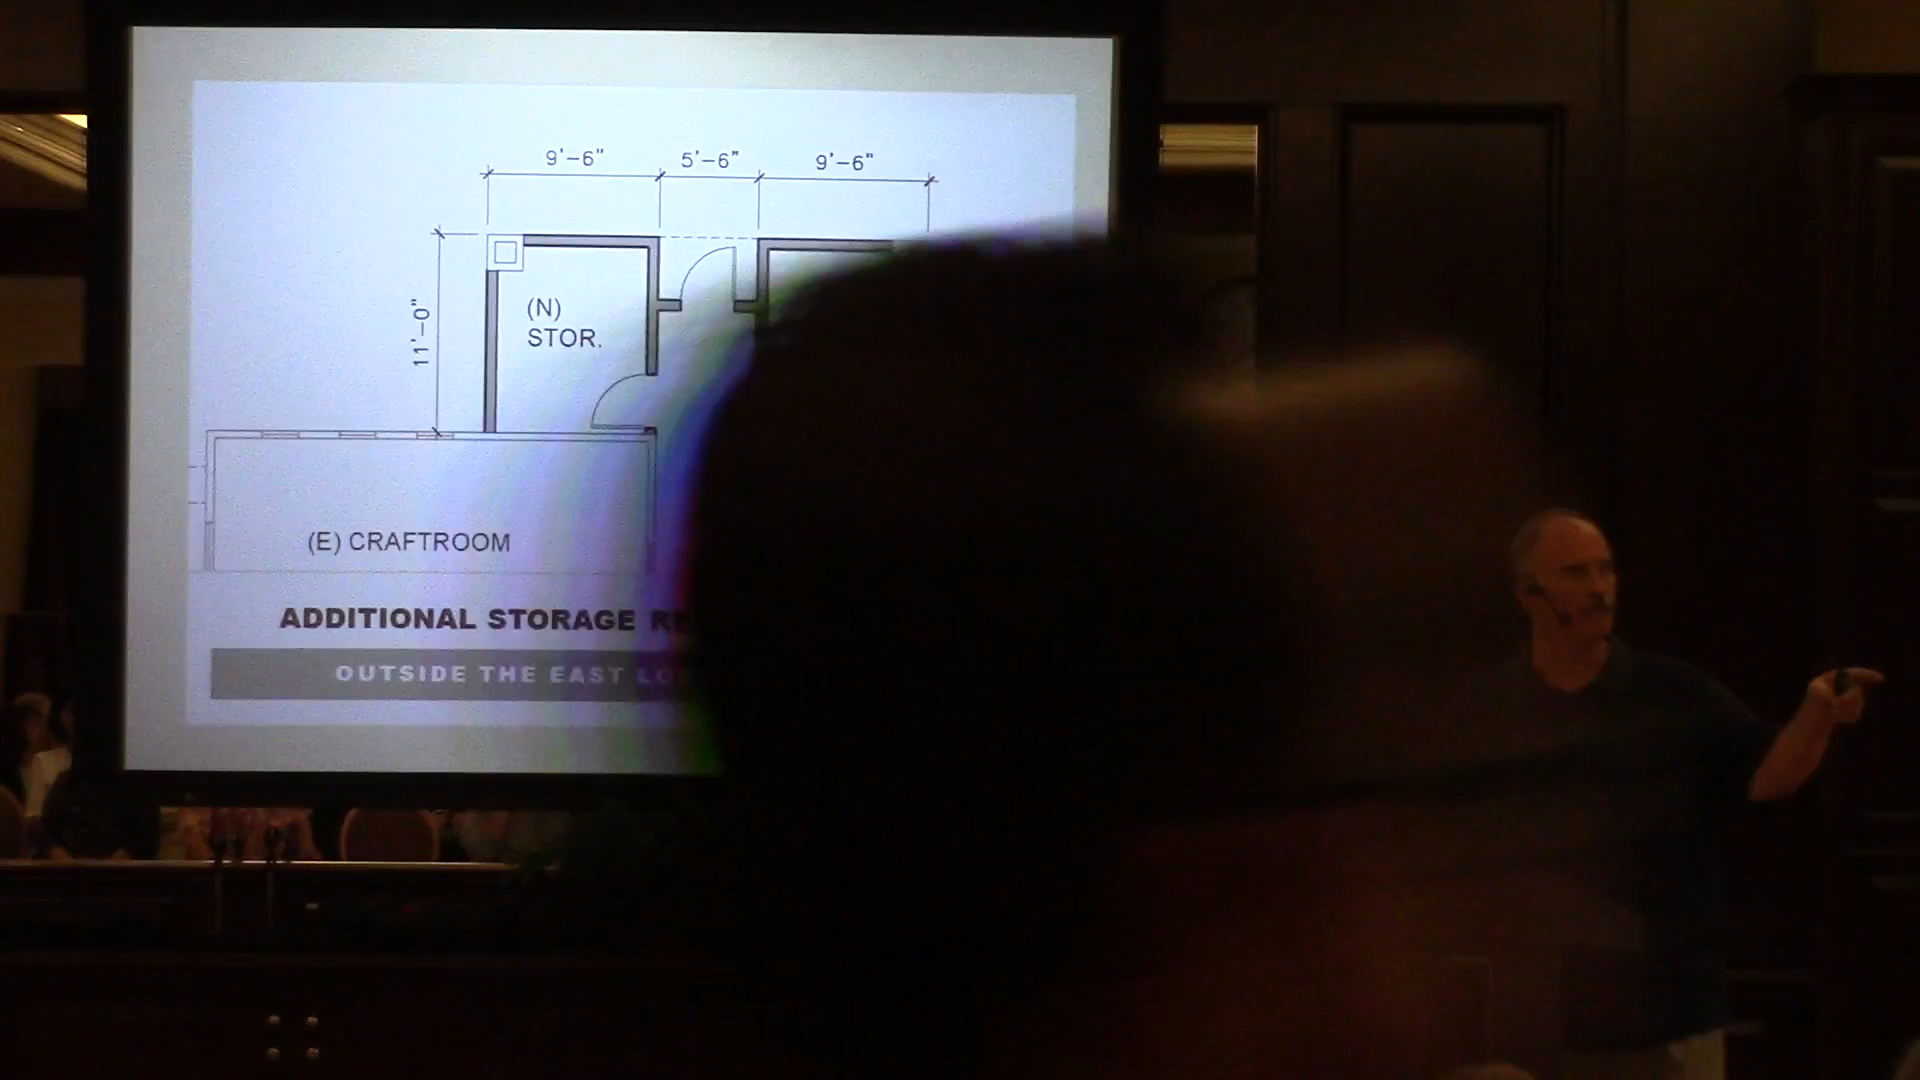 9'-6" 5'-6" 9'-6"
11'-0"
(N)
STOR.
(E) CRAFTROOM
ADDITIONAL STORAGE
OUTSIDE THE EAST